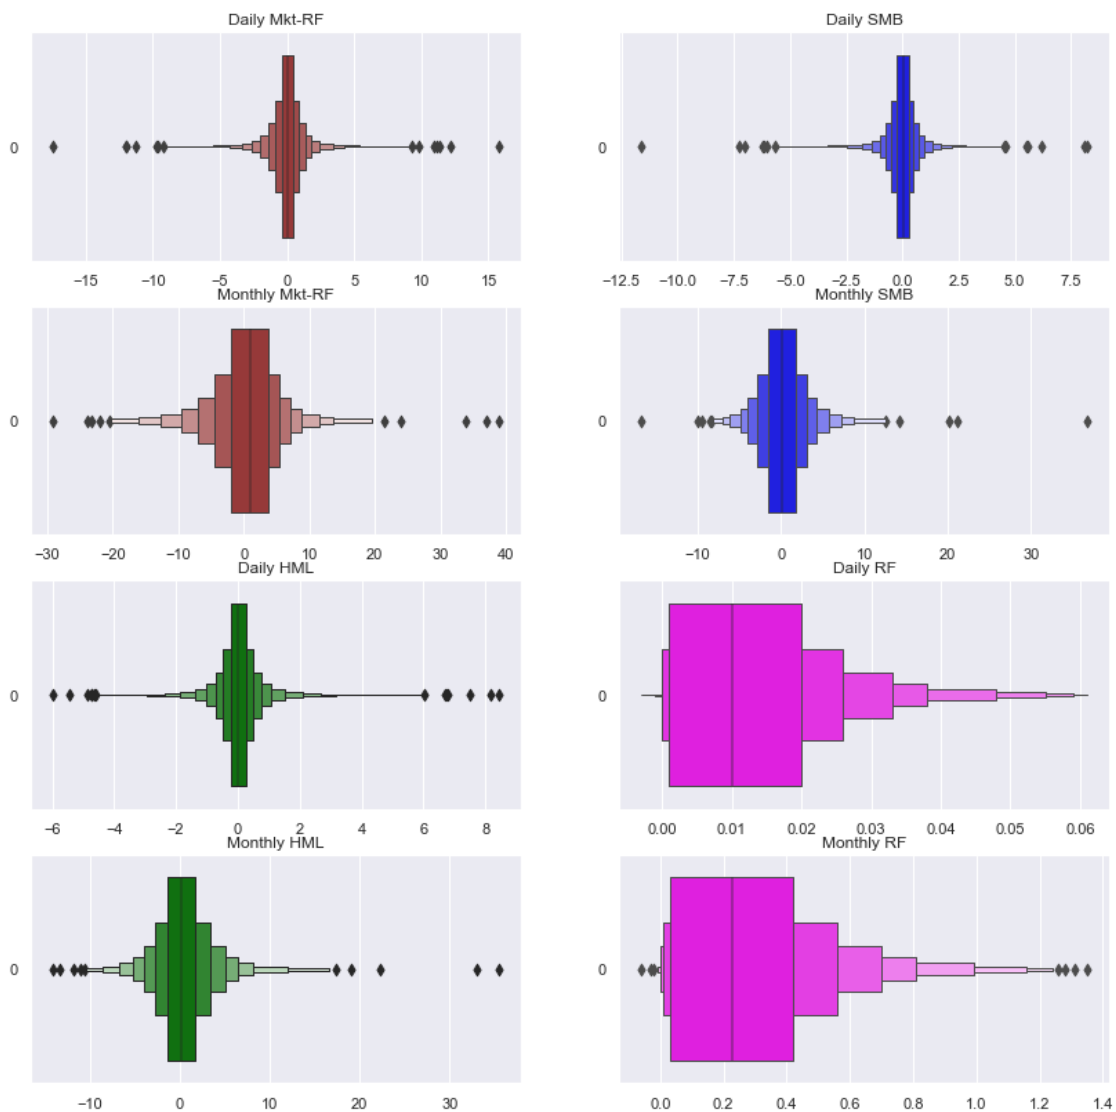 Daily Mkt-RF
0
−15 −10 −5 0 5 10 15
Daily SMB
0
−12.5 −10.0 −7.5 −5.0 −2.5 0.0 2.5 5.0 7.5
Monthly Mkt-RF
0
−30 −20 −10 0 10 20 30 40
Monthly SMB
0
−10 0 10 20 30
Daily HML
0
−6 −4 −2 0 2 4 6 8
Daily RF
0
0.00 0.01 0.02 0.03 0.04 0.05 0.06
Monthly HML
0
−10 0 10 20 30
Monthly RF
0
0.0 0.2 0.4 0.6 0.8 1.0 1.2 1.4